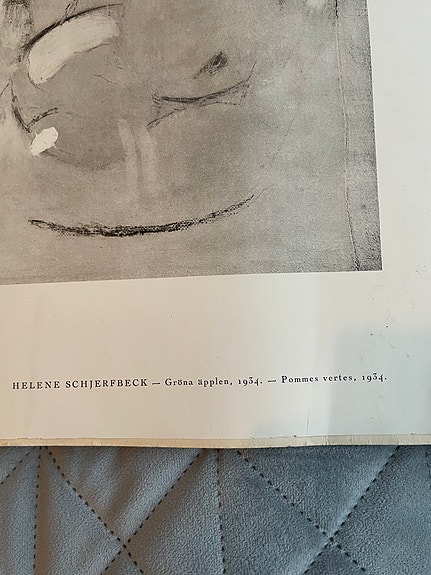 HELENE SCHJERFBECK — Gröna äpplen, 1934. — Pommes vertes, 1934.